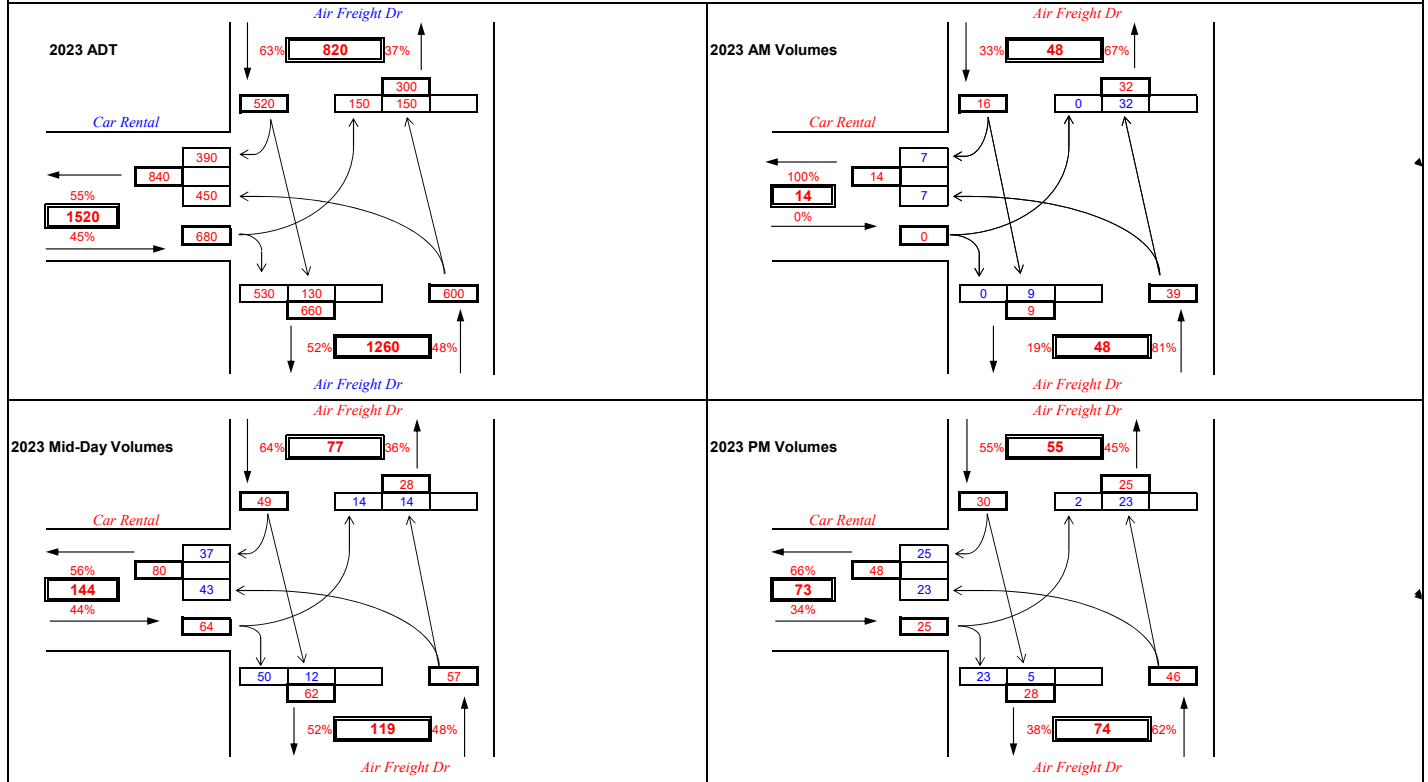 Air Freight Dr
2023 ADT
63% 820 37%
300
520 150 150
Car Rental
390
840
55% 450
1520
45% 680
530 130 600
660
52% 1260 48%
Air Freight Dr
Air Freight Dr
2023 AM Volumes
33% 48 67%
32
16 0 32
Car Rental
7
100% 14
14 7
0%
0
0 9 39
9
19% 48 81%
Air Freight Dr
Air Freight Dr
2023 Mid-Day Volumes
64% 77 36%
28
49 14 14
Car Rental
37
56% 80
144 43
44%
64
50 12 57
62
52% 119 48%
Air Freight Dr
Air Freight Dr
2023 PM Volumes
55% 55 45%
25
30 2 23
Car Rental
25
66% 48
73 23
34%
25
23 5 46
28
38% 74 62%
Air Freight Dr